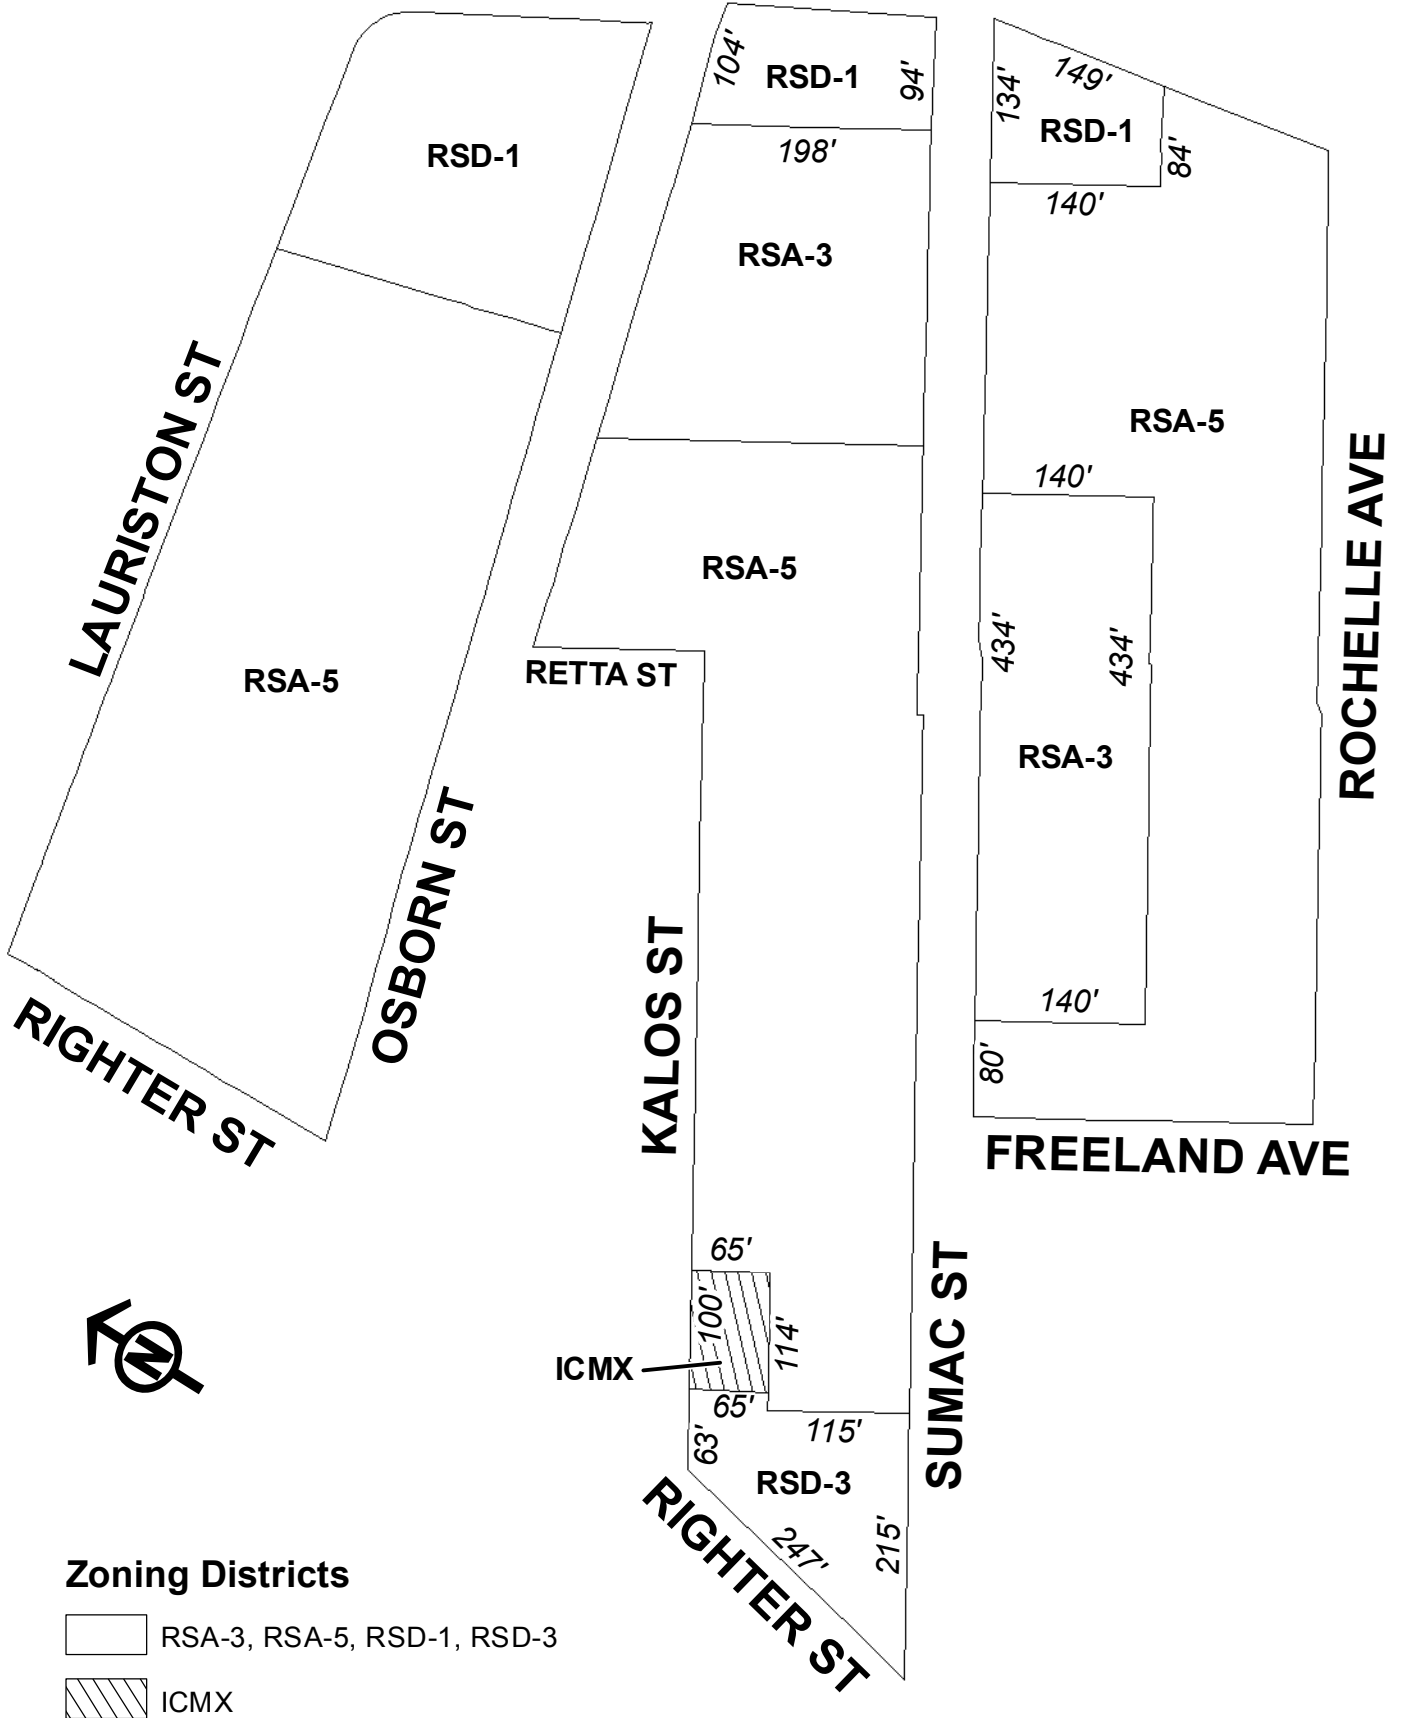 104'
RSD-1
94'
198'
149'
134'
RSD-1
84'
140'
RSD-1
RSA-3
LAURISTON ST
RSA-5
140'
RSA-5
ROCHELLE AVE
434'
434'
RETTA ST
RSA-5
RSA-3
OSBORN ST
KALOS ST
140'
80'
RIGHTER ST
FREELAND AVE
65'
100'
114'
ICMX
65'
115'
63'
SUMAC ST
RSD-3
247'
215'
RIGHTER ST
N
Zoning Districts
RSA-3, RSA-5, RSD-1, RSD-3
ICMX